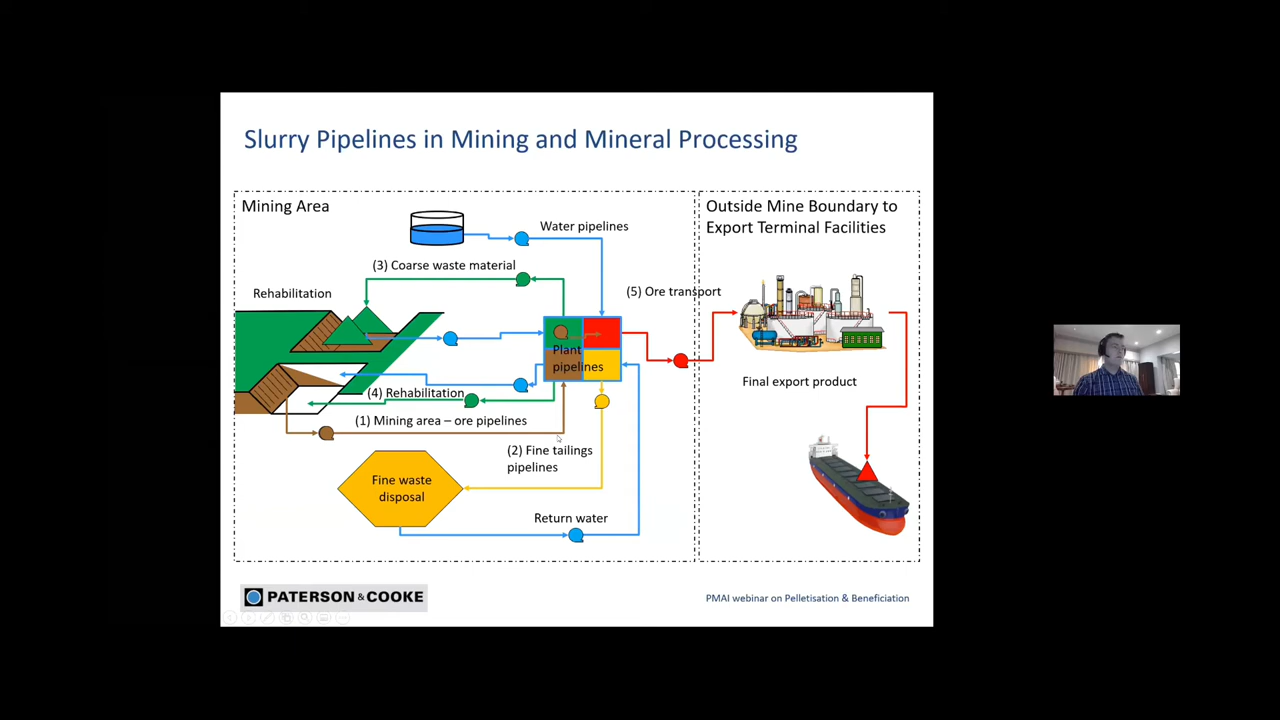 Slurry Pipelines in Mining and Mineral Processing
Mining Area
Outside Mine Boundary to
Export Terminal Facilities
Water pipelines
(3) Coarse waste material
Rehabilitation
(5) Ore transport
Plant
pipelines
Final export product
(4) Rehabilitation
(1) Mining area – ore pipelines
(2) Fine tailings
pipelines
Fine waste
disposal
Return water
PATERSON & COOKE
PMAI webinar on Pelletisation & Beneficiation